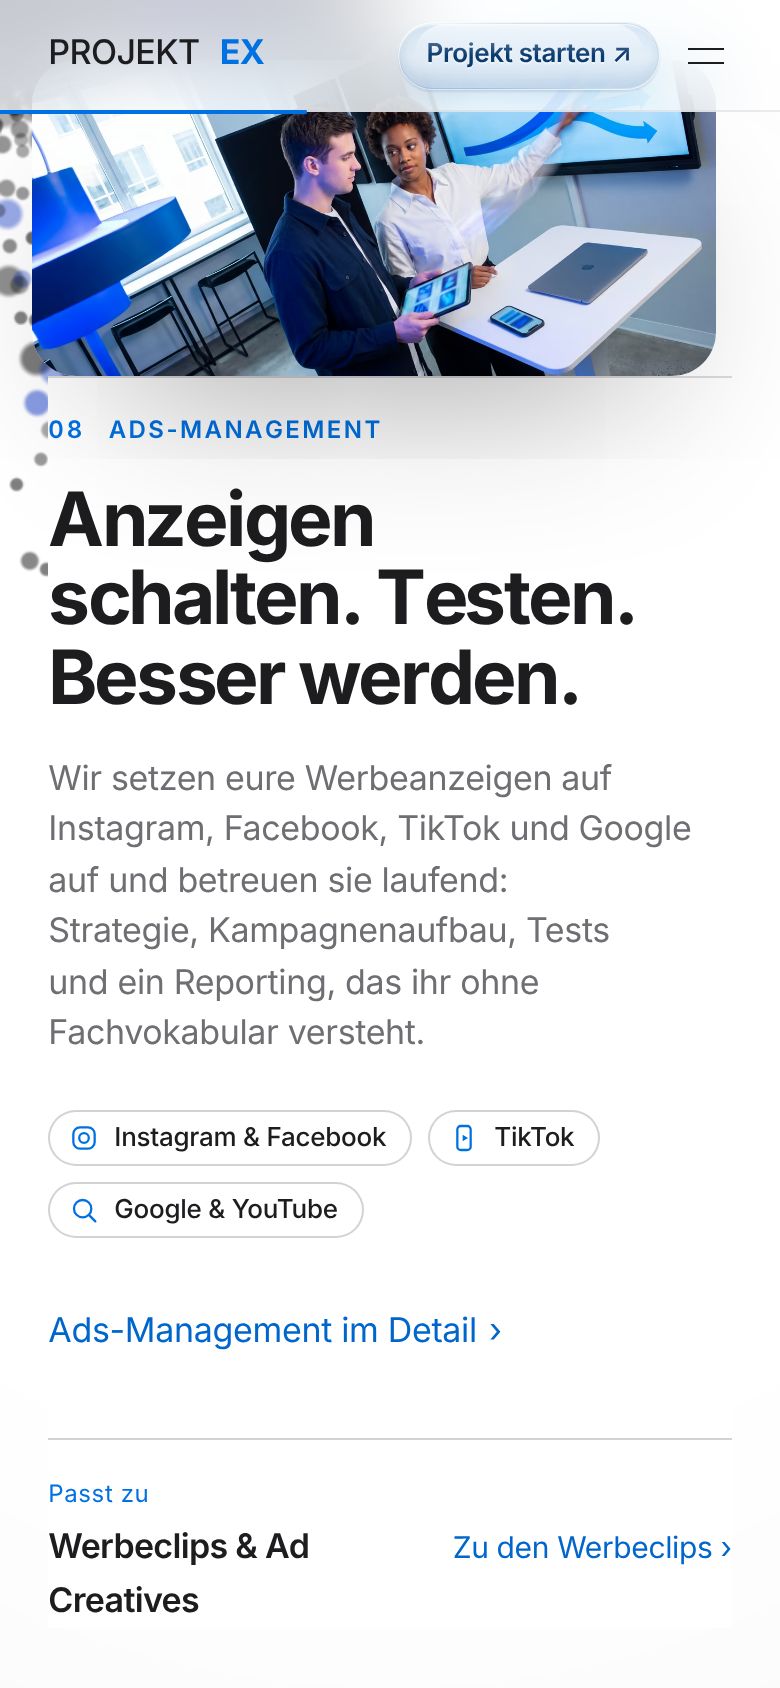 PROJEKT EX
Projekt starten ↗
08 ADS-MANAGEMENT
Anzeigen
schalten. Testen.
Besser werden.
Wir setzen eure Werbeanzeigen auf
Instagram, Facebook, TikTok und Google
auf und betreuen sie laufend:
Strategie, Kampagnenaufbau, Tests
und ein Reporting, das ihr ohne
Fachvokabular versteht.
Instagram & Facebook
TikTok
Google & YouTube
Ads-Management im Detail ›
Passt zu
Werbeclips & Ad
Creatives
Zu den Werbeclips ›